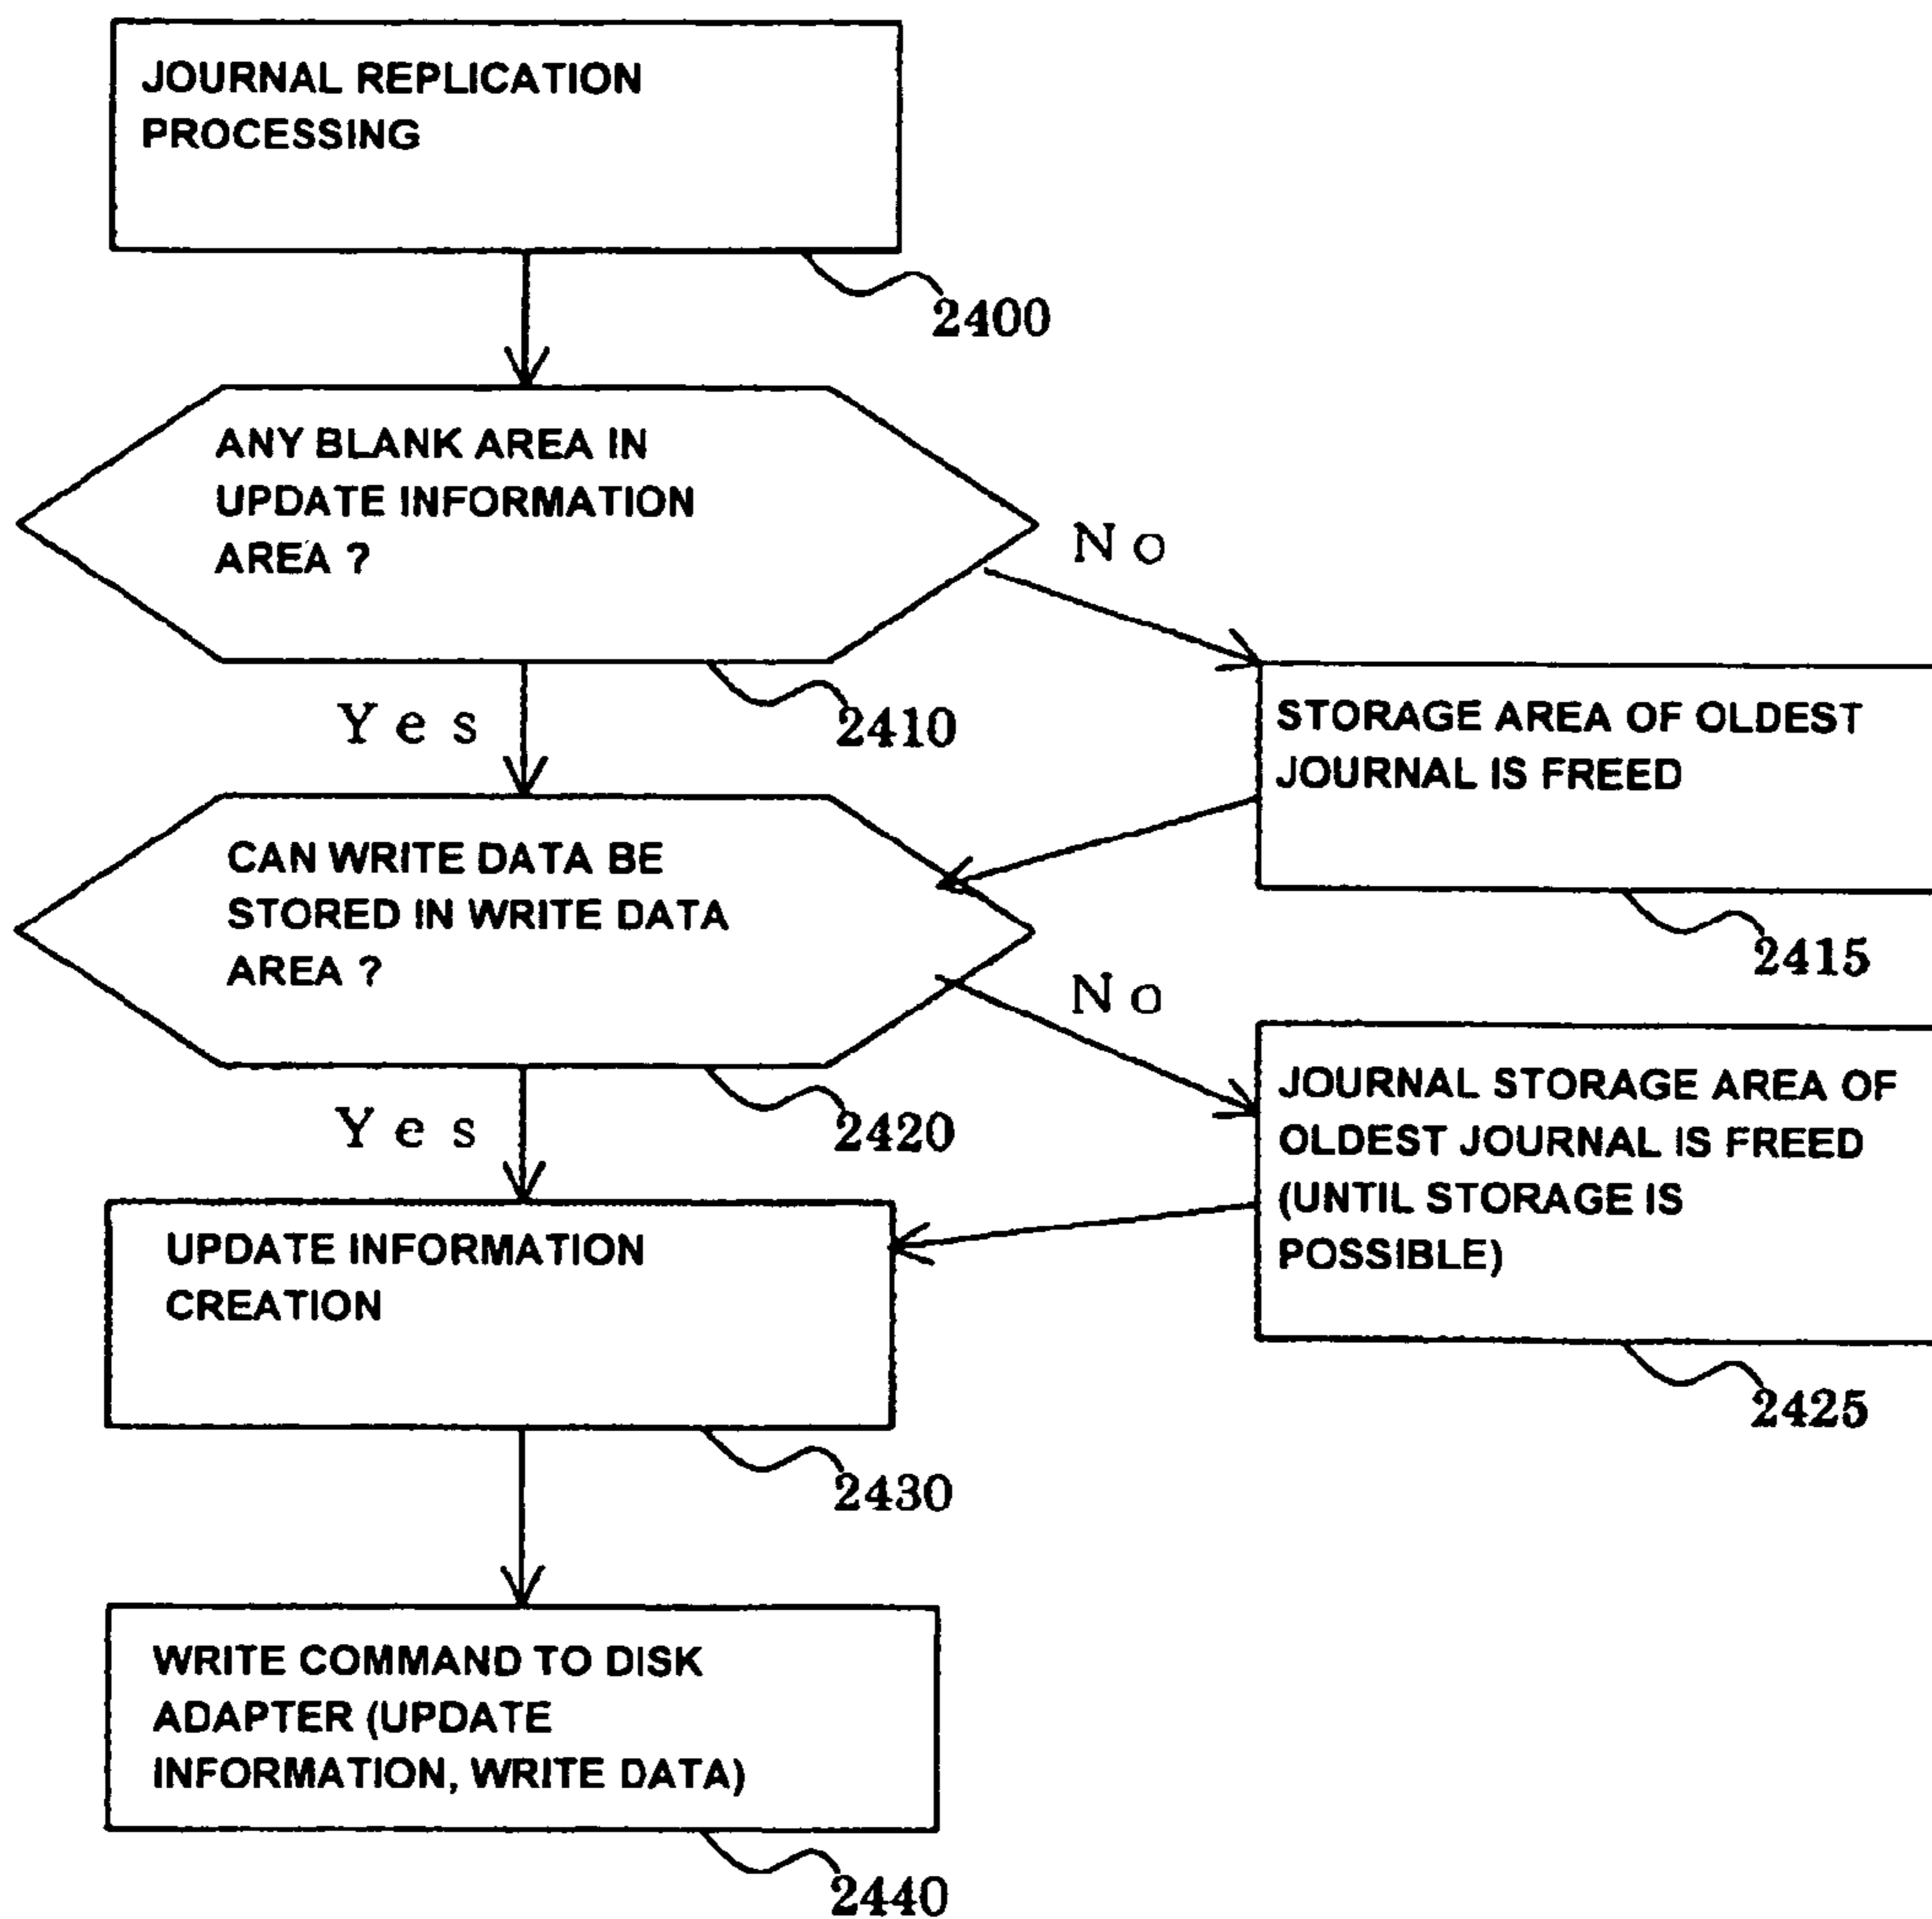 JOURNAL REPLICATION
PROCESSING
2400
ANY BLANK AREA IN
UPDATE INFORMATION
AREA ?
No
Yes
2410
STORAGE AREA OF OLDEST
JOURNAL IS FREED
2415
CAN WRITE DATA BE
STORED IN WRITE DATA
AREA ?
No
Yes
2420
JOURNAL STORAGE AREA OF
OLDEST JOURNAL IS FREED
(UNTIL STORAGE IS
POSSIBLE)
2425
UPDATE INFORMATION
CREATION
2430
WRITE COMMAND TO DISK
ADAPTER (UPDATE
INFORMATION, WRITE DATA)
2440